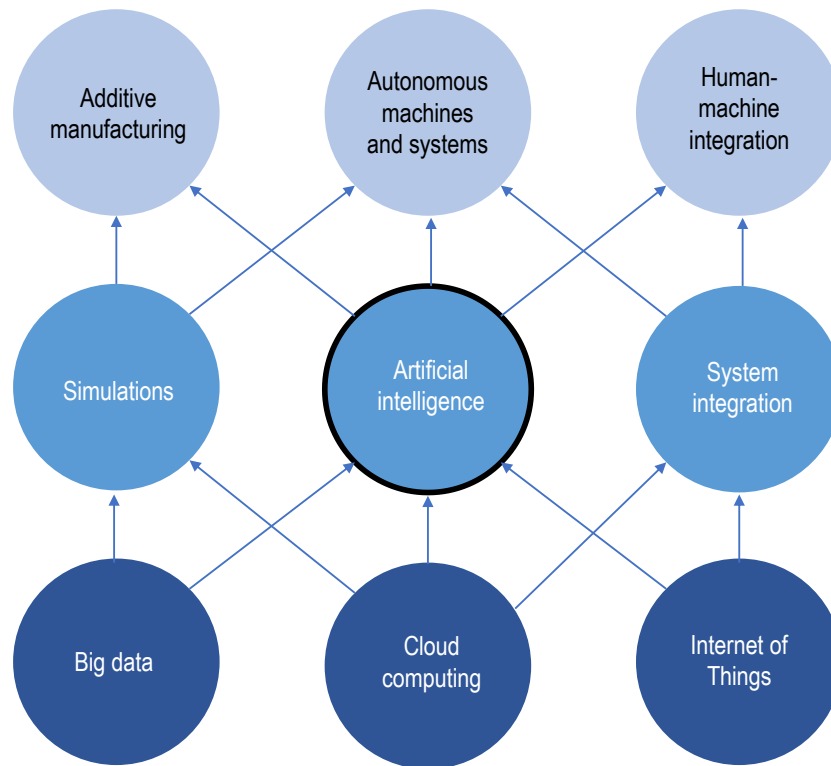 Additive
manufacturing
Autonomous
machines
and systems
Human-
machine
integration
Simulations
Artificial
intelligence
System
integration
Big data
Cloud
computing
Internet of
Things